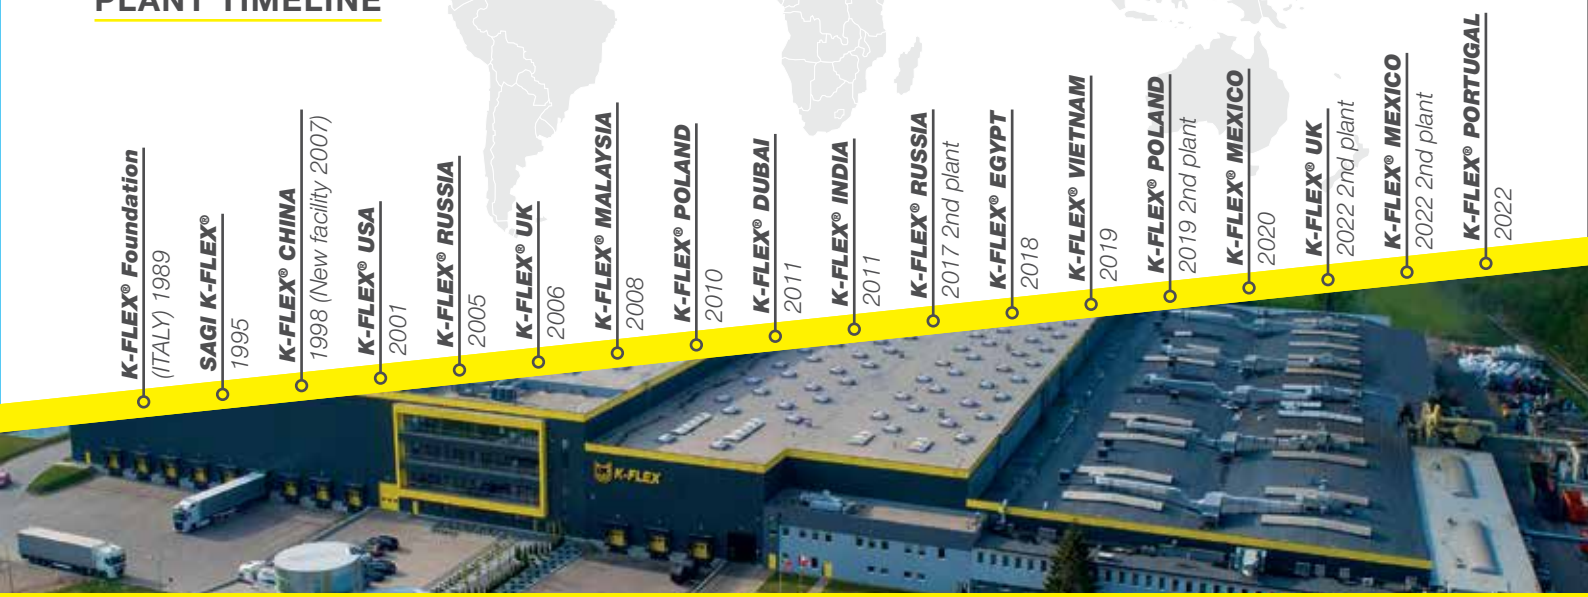 PLANT TIMELINE
K-FLEX® Foundation
(ITALY) 1989
SAGI K-FLEX®
1995
K-FLEX® CHINA
1998 (New facility 2007)
K-FLEX® USA
2001
K-FLEX® RUSSIA
2005
K-FLEX® UK
2006
K-FLEX® MALAYSIA
2008
K-FLEX® POLAND
2010
K-FLEX® DUBAI
2011
K-FLEX® INDIA
2011
K-FLEX® RUSSIA
2017 2nd plant
K-FLEX® EGYPT
2018
K-FLEX® VIETNAM
2019
K-FLEX® POLAND
2019 2nd plant
K-FLEX® MEXICO
2020
K-FLEX® UK
2022 2nd plant
K-FLEX® MEXICO
2022 2nd plant
K-FLEX® PORTUGAL
2022
K-FLEX